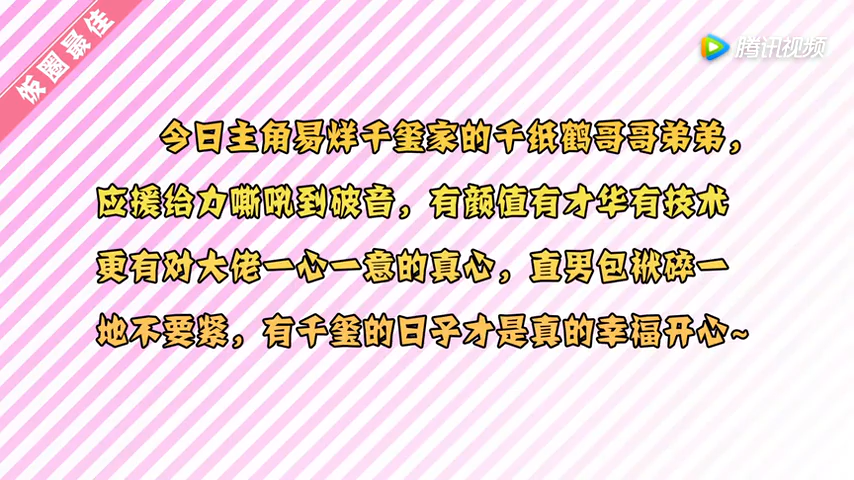 饭圈最佳
腾讯视频
今日主角易烊千玺家的千纸鹤哥哥弟弟，
应援给力嘶吼到破音，有颜值有才华有技术
更有对大佬一心一意的真心，直男包袱碎一
地不要紧，有千玺的日子才是真的幸福开心~